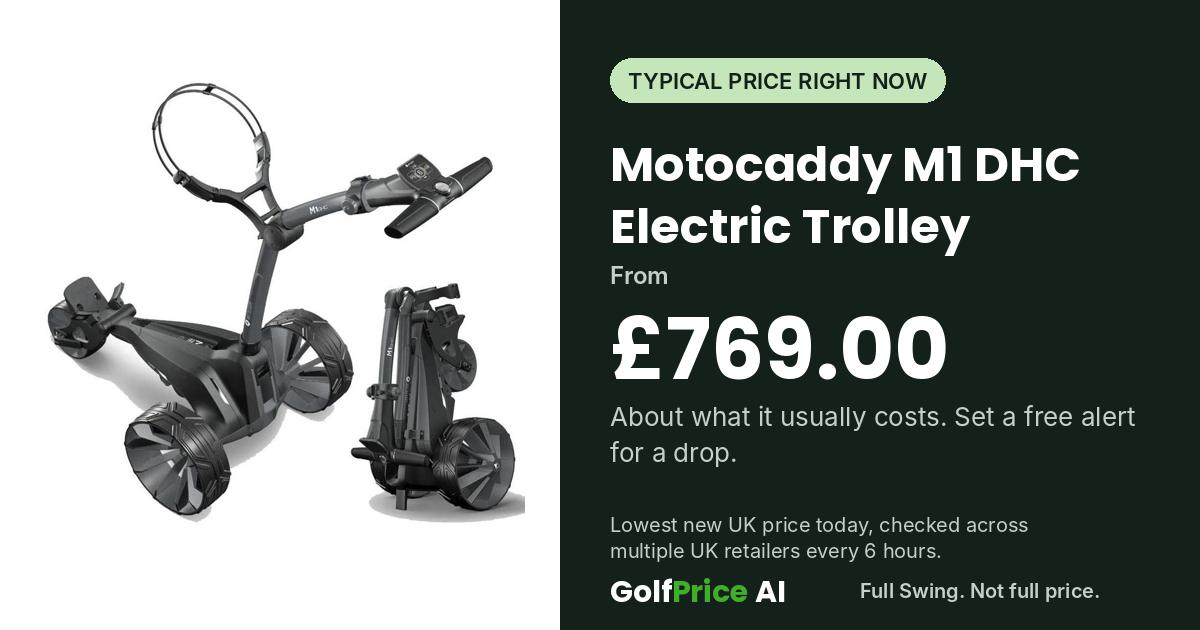 TYPICAL PRICE RIGHT NOW
Motocaddy M1 DHC
Electric Trolley
From
£769.00
About what it usually costs. Set a free alert
for a drop.
Lowest new UK price today, checked across
multiple UK retailers every 6 hours.
GolfPrice AI
Full Swing. Not full price.
M1 DHC